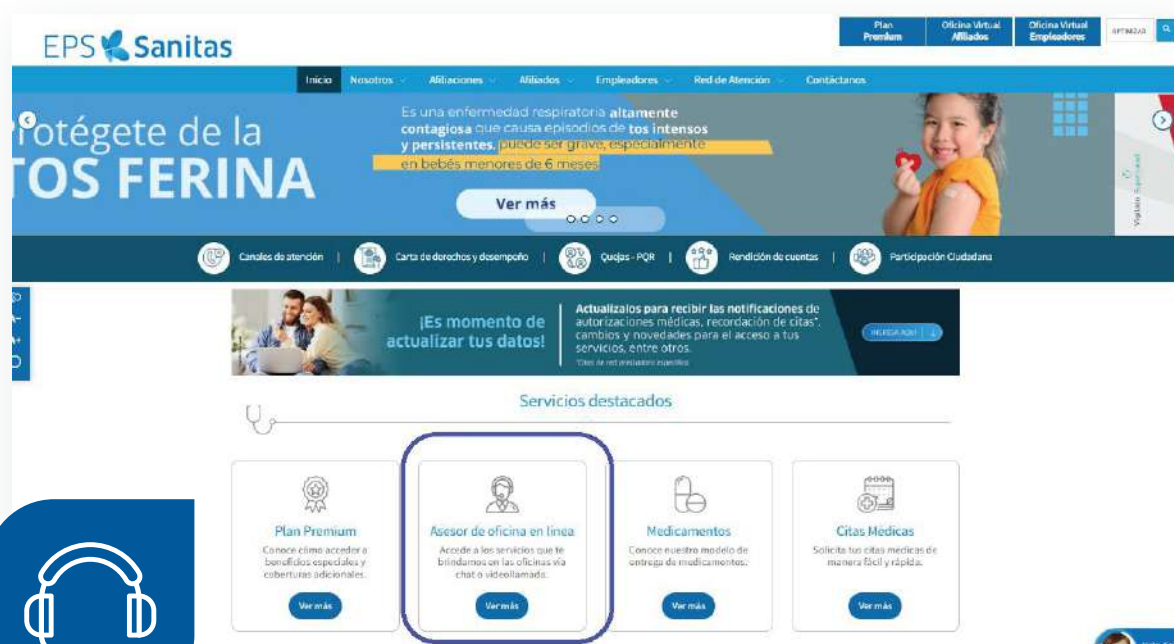 EPS Sanitas
Plan Premium
Oficina Virtual Afiliados
Oficina Virtual Empleadores
OPTIMIZAR
Inicio Nosotros Afiliaciones Afiliados Empleadores Red de Atención Contáctanos
Protégete de la
TOS FERINA
Es una enfermedad respiratoria altamente
contagiosa que causa episodios de tos intensos
y persistentes, puede ser grave, especialmente
en bebés menores de 6 meses
Ver más
Vigilado Supersalud
Canales de atención | Carta de derechos y desempeño | Quejas - PQR | Rendición de cuentas | Participación Ciudadana
¡Es momento de
actualizar tus datos!
Actualízalos para recibir las notificaciones de
autorizaciones médicas, recordación de citas*,
cambios y novedades para el acceso a tus
servicios, entre otros.
INGRESA AQUÍ
Servicios destacados
Plan Premium
Conoce cómo acceder a
beneficios especiales y
coberturas adicionales.
Ver más
Asesor de oficina en línea
Accede a los servicios que te
brindamos en las oficinas vía
chat o videollamada.
Ver más
Medicamentos
Conoce nuestro modelo de
entrega de medicamentos.
Ver más
Citas Médicas
Solicita tus citas médicas de
manera fácil y rápida.
Ver más